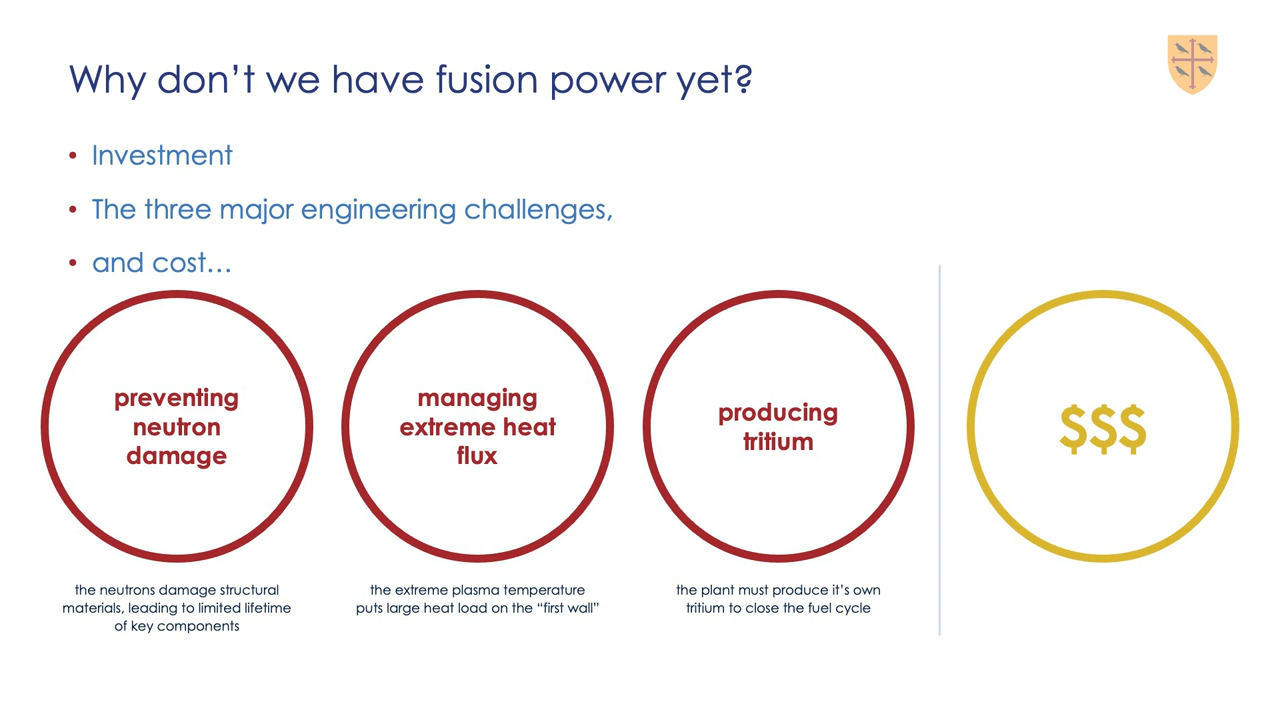 Why don’t we have fusion power yet?
• Investment
• The three major engineering challenges,
• and cost…
preventing
neutron
damage
managing
extreme heat
flux
producing
tritium
$$$
the neutrons damage structural
materials, leading to limited lifetime
of key components
the extreme plasma temperature
puts large heat load on the “first wall”
the plant must produce it’s own
tritium to close the fuel cycle